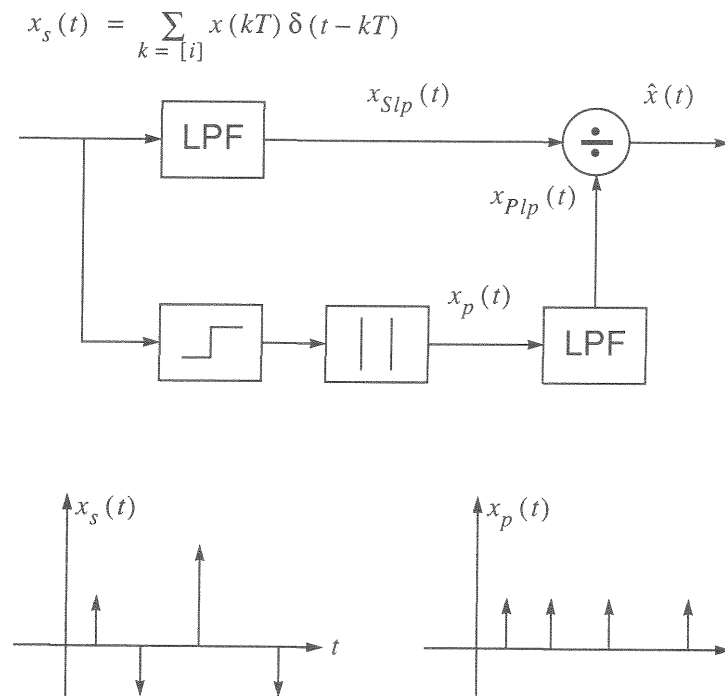 x_s(t) = ∑_{k = [i]} x(kT) δ(t − kT)
x_{Slp}(t)
x̂(t)
LPF
÷
x_{Plp}(t)
x_p(t)
LPF
x_s(t)
x_p(t)
t